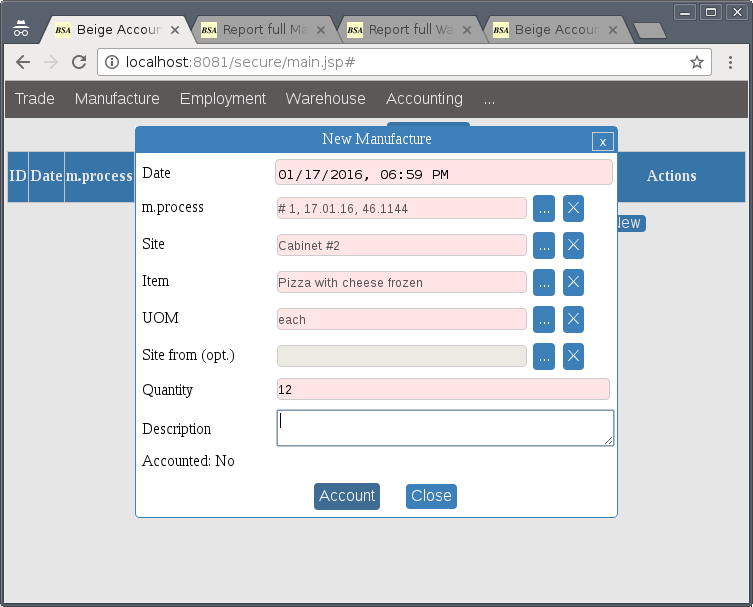 BSA Beige Accoun × BSA Report full Ma × BSA Report full Wa × BSA Beige Accoun ×
localhost:8081/secure/main.jsp#
Trade Manufacture Employment Warehouse Accounting ...
New Manufacture x
ID Date m.process Actions
Date 01/17/2016, 06:59 PM
m.process # 1, 17.01.16, 46.1144 ... X
New
Site Cabinet #2 ... X
Item Pizza with cheese frozen ... X
UOM each ... X
Site from (opt.) ... X
Quantity 12
Description
Accounted: No
Account Close